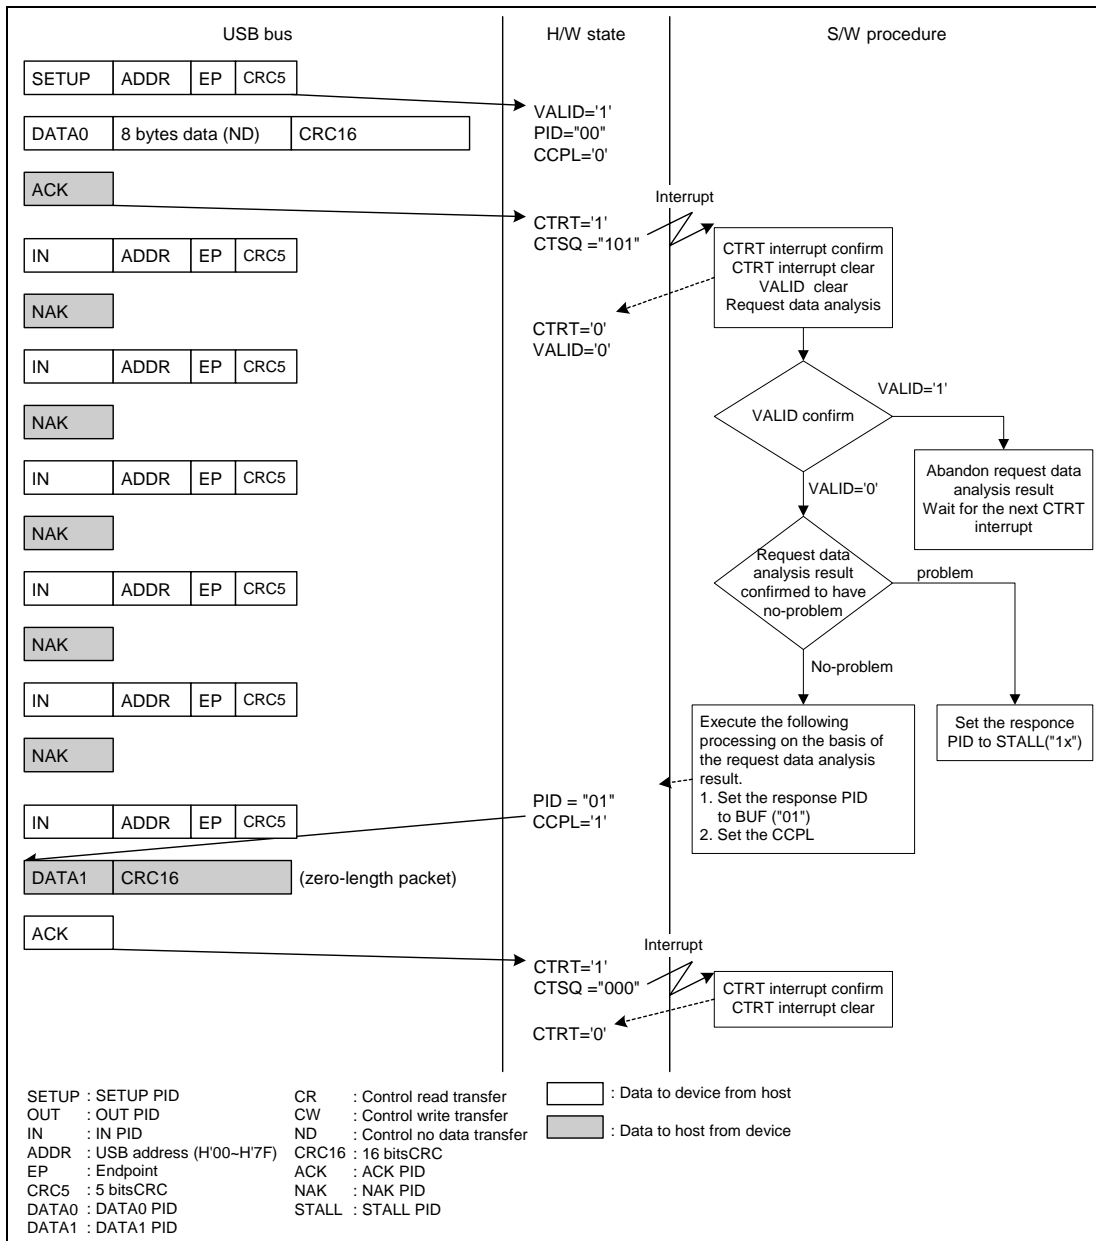 USB bus
H/W state
S/W procedure
SETUP ADDR EP CRC5
VALID='1'
PID="00"
CCPL='0'
DATA0 8 bytes data (ND) CRC16
ACK
Interrupt
CTRT='1'
CTSQ ="101"
CTRT interrupt confirm
CTRT interrupt clear
VALID clear
Request data analysis
IN ADDR EP CRC5
NAK
CTRT='0'
VALID='0'
IN ADDR EP CRC5
NAK
VALID confirm
VALID='1'
Abandon request data
analysis result
Wait for the next CTRT
interrupt
VALID='0'
IN ADDR EP CRC5
NAK
Request data
analysis result
confirmed to have
no-problem
problem
IN ADDR EP CRC5
NAK
No-problem
Set the responce
PID to STALL("1x")
IN ADDR EP CRC5
NAK
Execute the following
processing on the basis of
the request data analysis
result.
1. Set the response PID
to BUF ("01")
2. Set the CCPL
PID = "01"
CCPL='1'
IN ADDR EP CRC5
DATA1 CRC16 (zero-length packet)
ACK
Interrupt
CTRT='1'
CTSQ ="000"
CTRT interrupt confirm
CTRT interrupt clear
CTRT='0'
SETUP : SETUP PID
OUT : OUT PID
IN : IN PID
ADDR : USB address (H'00~H'7F)
EP : Endpoint
CRC5 : 5 bitsCRC
DATA0 : DATA0 PID
DATA1 : DATA1 PID
CR : Control read transfer
CW : Control write transfer
ND : Control no data transfer
CRC16 : 16 bitsCRC
ACK : ACK PID
NAK : NAK PID
STALL : STALL PID
: Data to device from host
: Data to host from device